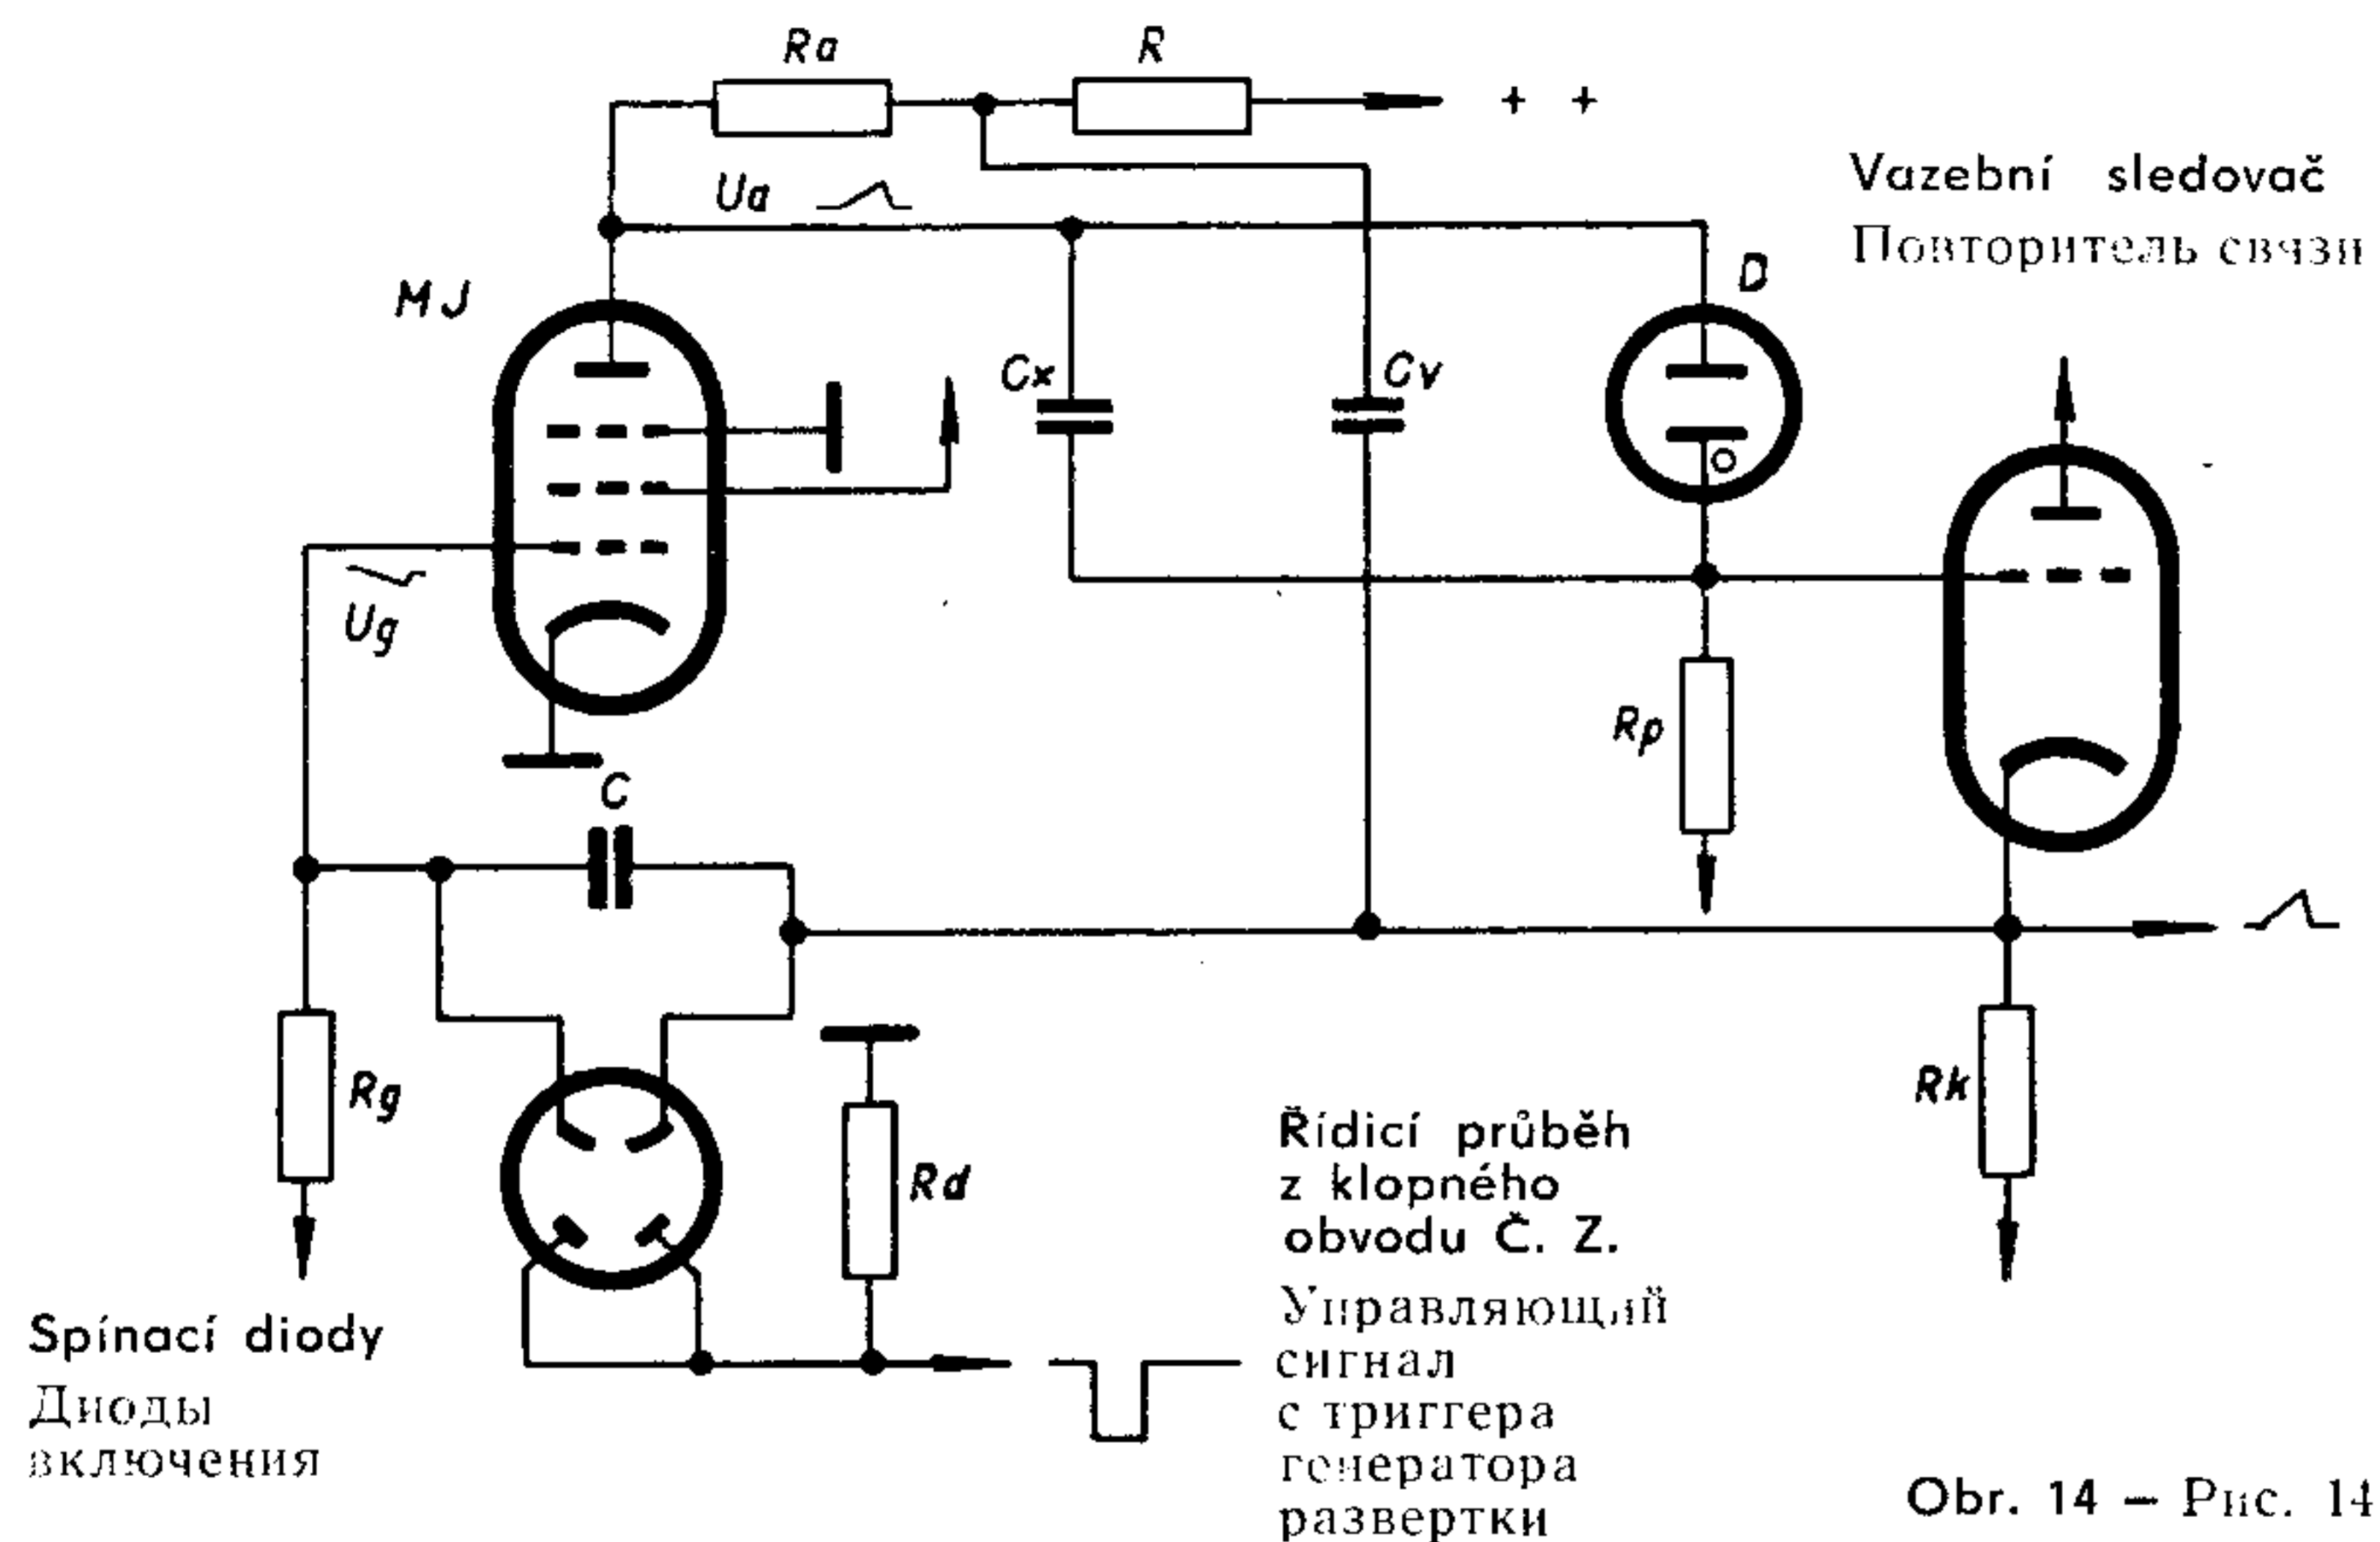 Ra
R
+ +
Ua
Vazební sledovač
Повторитель связи
MJ
D
Cx
Cv
Ug
Rp
C
Rg
Rd
Rk
Řídicí průběh
z klopného
obvodu Č. Z.
Управляющий
сигнал
с триггера
генератора
развертки
Spínací diody
Диоды
включения
Obr. 14 — Рис. 14